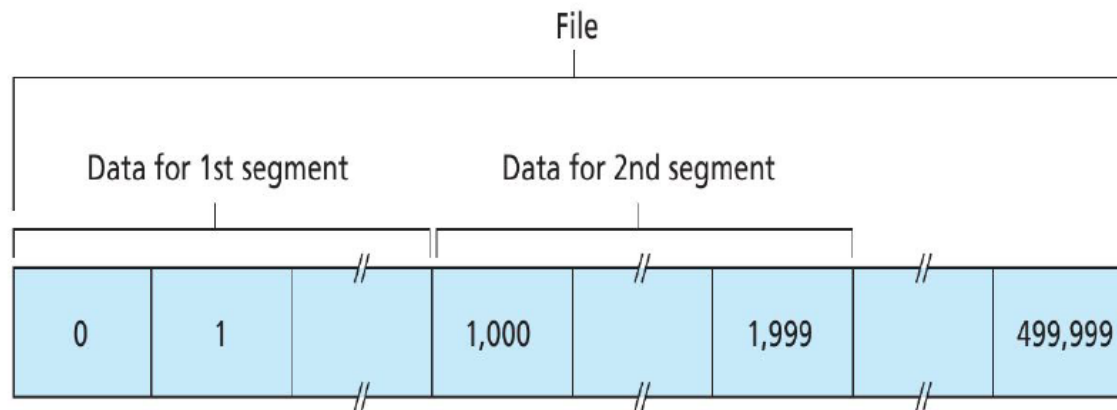 File
Data for 1st segment Data for 2nd segment
0 1 1,000 1,999 499,999